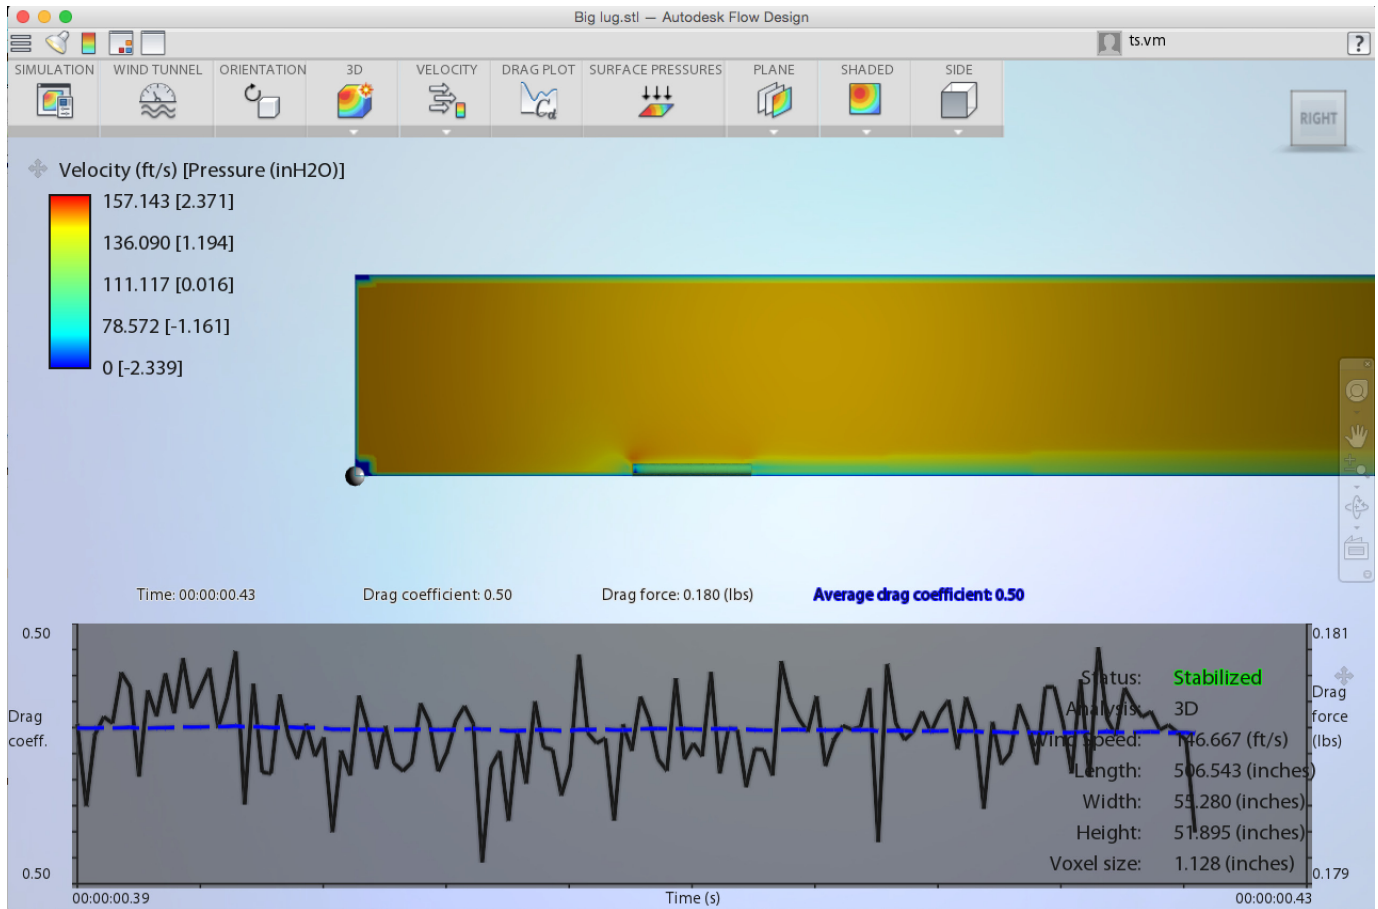 Big lug.stl — Autodesk Flow Design
ts.vm
?
SIMULATION WIND TUNNEL ORIENTATION 3D VELOCITY DRAG PLOT SURFACE PRESSURES PLANE SHADED SIDE
Cd
RIGHT
Velocity (ft/s) [Pressure (inH2O)]
157.143 [2.371]
136.090 [1.194]
111.117 [0.016]
78.572 [-1.161]
0 [-2.339]
Time: 00:00:00.43 Drag coefficient: 0.50 Drag force: 0.180 (lbs) Average drag coefficient: 0.50
0.50
0.181
Drag
coeff.
Drag
force
(lbs)
Status: Stabilized
Analysis: 3D
Wind speed: 146.667 (ft/s)
Length: 506.543 (inches)
Width: 55.280 (inches)
Height: 51.895 (inches)
Voxel size: 1.128 (inches)
0.50
0.179
00:00:00.39 Time (s) 00:00:00.43